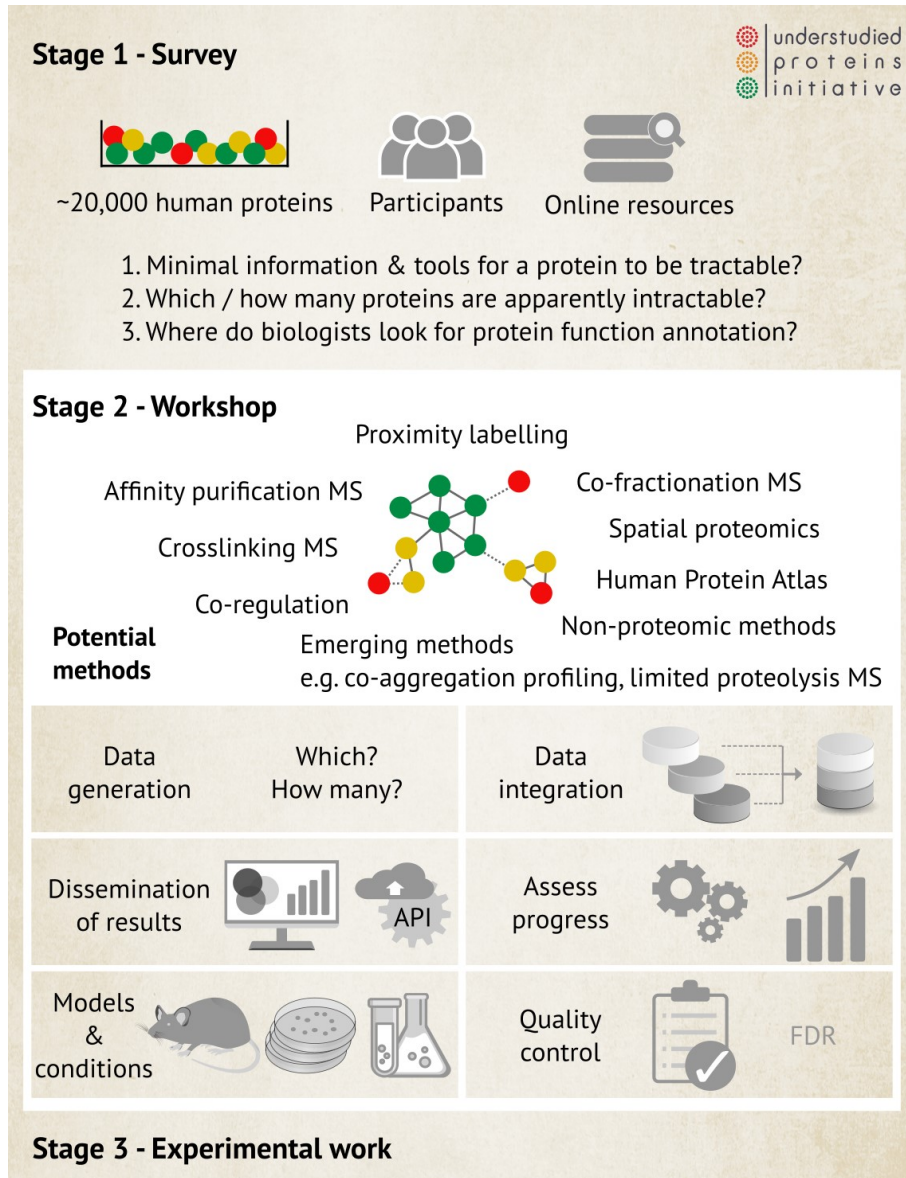 Stage 1 - Survey
understudied
proteins
initiative
~20,000 human proteins
Participants
Online resources
1. Minimal information & tools for a protein to be tractable?
2. Which / how many proteins are apparently intractable?
3. Where do biologists look for protein function annotation?
Stage 2 - Workshop
Proximity labelling
Affinity purification MS
Co-fractionation MS
Crosslinking MS
Spatial proteomics
Co-regulation
Human Protein Atlas
Non-proteomic methods
Potential
methods
Emerging methods
e.g. co-aggregation profiling, limited proteolysis MS
Data
generation
Which?
How many?
Data
integration
Dissemination
of results
API
Assess
progress
Models
&
conditions
Quality
control
FDR
Stage 3 - Experimental work